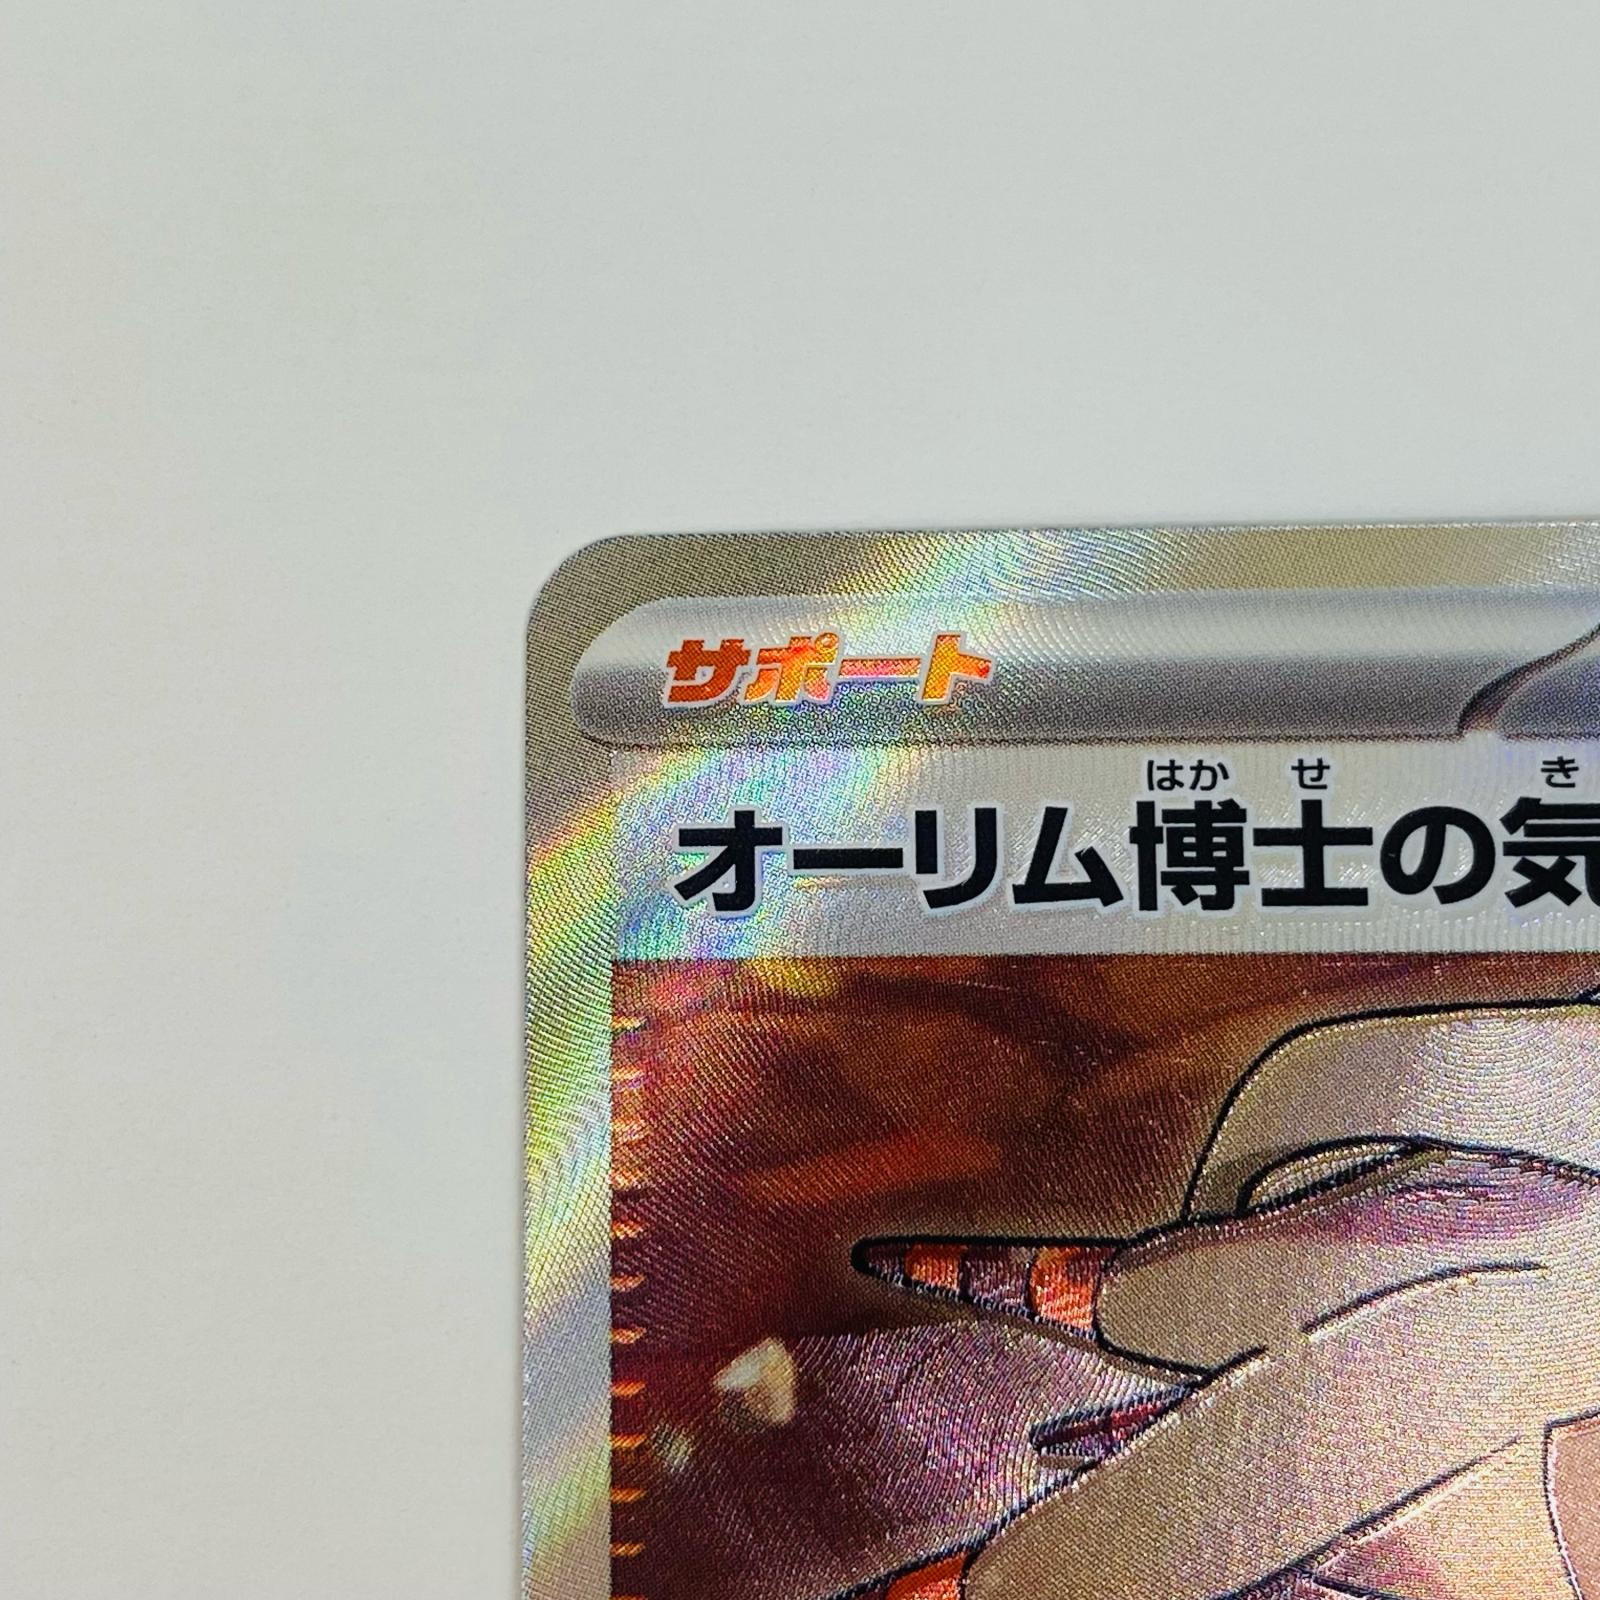 サポート
はかせ き
オーリム博士の気